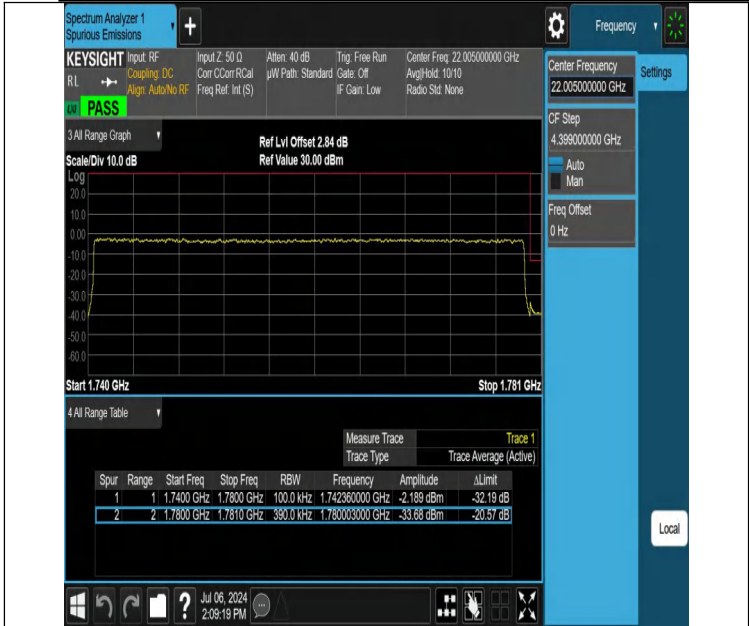 Spectrum Analyzer 1
Spurious Emissions
+
Frequency
KEYSIGHT Input: RF Input Z: 50 Ω Atten: 40 dB Trig: Free Run Center Freq: 22.005000000 GHz
RL Coupling: DC Corr CCorr RCal µW Path: Standard Gate: Off Avg|Hold: 10/10
Align: Auto/No RF Freq Ref: Int (S) IF Gain: Low Radio Std: None
PASS
Center Frequency
22.005000000 GHz
Settings
CF Step
4.399000000 GHz
Auto
Man
Freq Offset
0 Hz
3 All Range Graph
Ref Lvl Offset 2.84 dB
Scale/Div 10.0 dB Ref Value 30.00 dBm
Log
20.0
10.0
0.00
-10.0
-20.0
-30.0
-40.0
-50.0
-60.0
Start 1.740 GHz Stop 1.781 GHz
4 All Range Table
Measure Trace Trace 1
Trace Type Trace Average (Active)
Spur Range Start Freq Stop Freq RBW Frequency Amplitude ΔLimit
1 1 1.7400 GHz 1.7800 GHz 100.0 kHz 1.742360000 GHz -2.189 dBm -32.19 dB
2 2 1.7800 GHz 1.7810 GHz 390.0 kHz 1.780003000 GHz -33.68 dBm -20.57 dB
Local
? Jul 06, 2024
2:09:19 PM